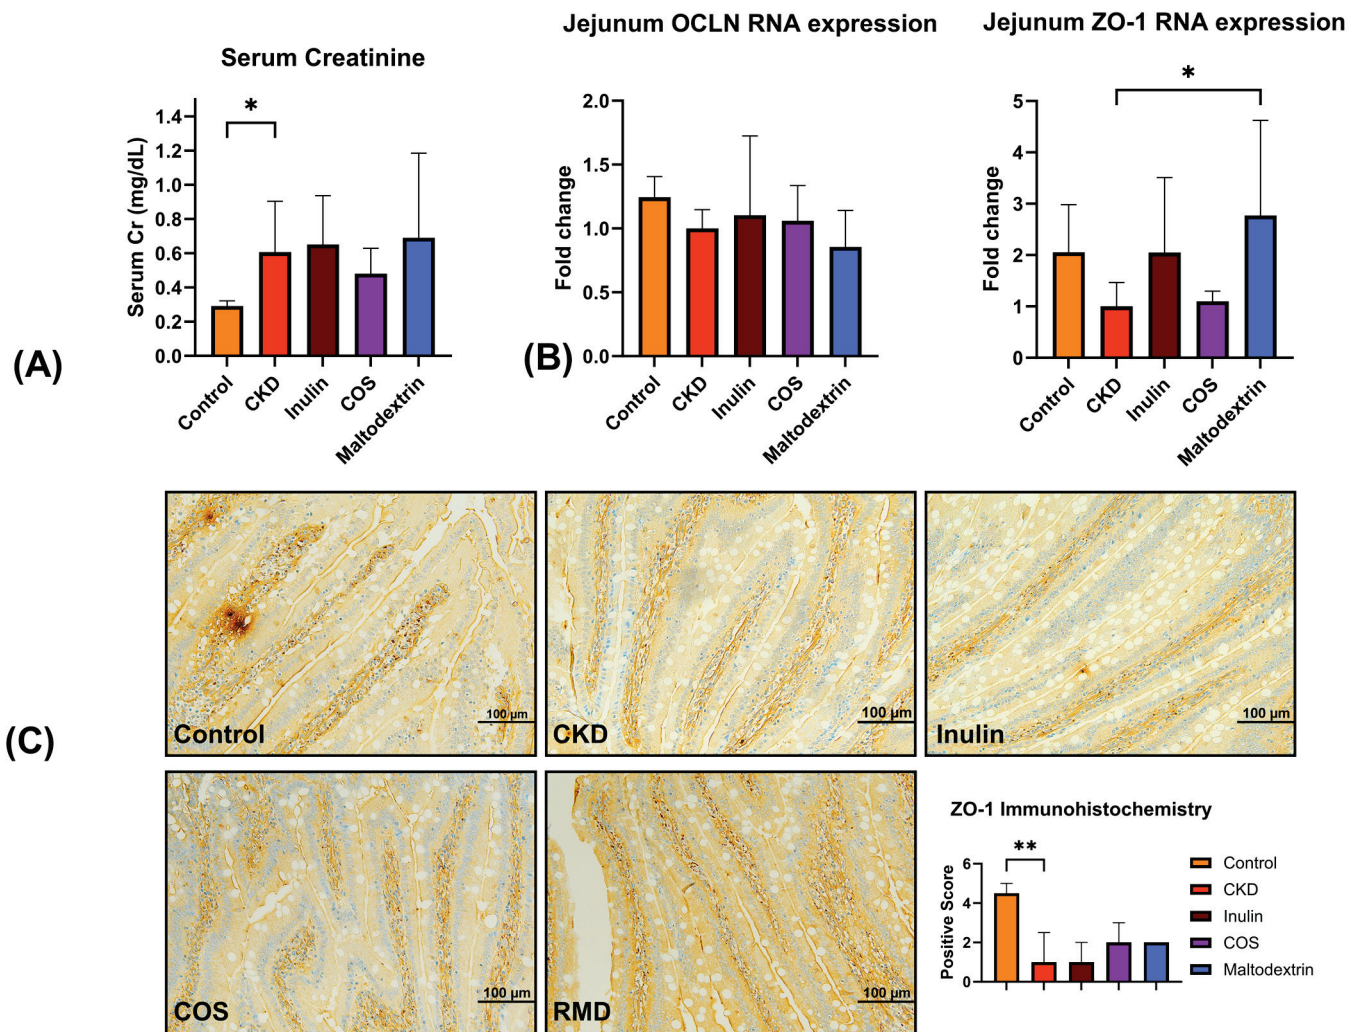 Jejunum OCLN RNA expression
Jejunum ZO-1 RNA expression
Serum Creatinine
*
*
Serum Cr (mg/dL)
1.4
1.2
1.0
0.8
0.6
0.4
0.2
0.0
Control
CKD
Inulin
COS
Maltodextrin
(A)
Fold change
2.0
1.5
1.0
0.5
0.0
Control
CKD
Inulin
COS
Maltodextrin
(B)
Fold change
5
4
3
2
1
0
Control
CKD
Inulin
COS
Maltodextrin
(C)
100 µm
Control
100 µm
CKD
100 µm
Inulin
100 µm
COS
100 µm
RMD
ZO-1 Immunohistochemistry
**
Positive Score
6
4
2
0
Control
CKD
Inulin
COS
Maltodextrin